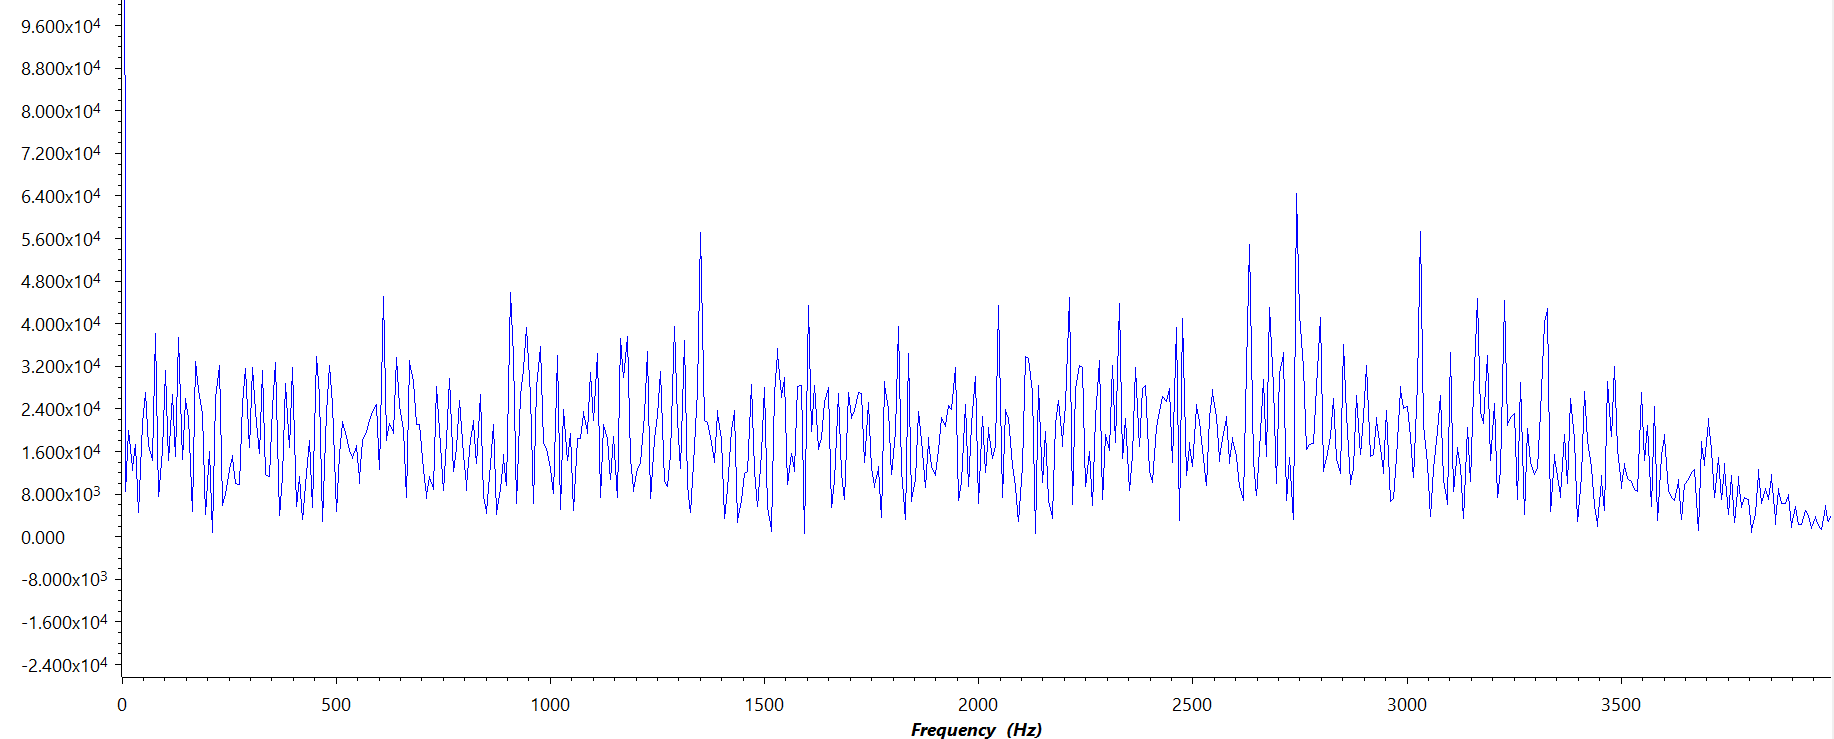 9.600x10⁴
8.800x10⁴
8.000x10⁴
7.200x10⁴
6.400x10⁴
5.600x10⁴
4.800x10⁴
4.000x10⁴
3.200x10⁴
2.400x10⁴
1.600x10⁴
8.000x10³
0.000
-8.000x10³
-1.600x10⁴
-2.400x10⁴
0 500 1000 1500 2000 2500 3000 3500
Frequency (Hz)